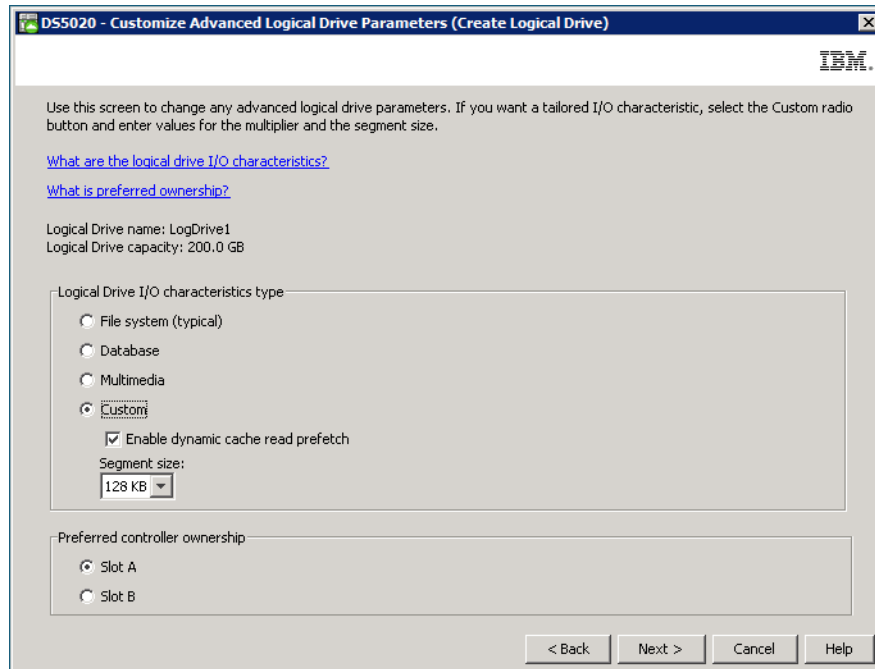 DS5020 - Customize Advanced Logical Drive Parameters (Create Logical Drive)
IBM.
Use this screen to change any advanced logical drive parameters. If you want a tailored I/O characteristic, select the Custom radio
button and enter values for the multiplier and the segment size.
What are the logical drive I/O characteristics?
What is preferred ownership?
Logical Drive name: LogDrive1
Logical Drive capacity: 200.0 GB
Logical Drive I/O characteristics type
File system (typical)
Database
Multimedia
Custom
Enable dynamic cache read prefetch
Segment size:
128 KB
Preferred controller ownership
Slot A
Slot B
< Back Next > Cancel Help